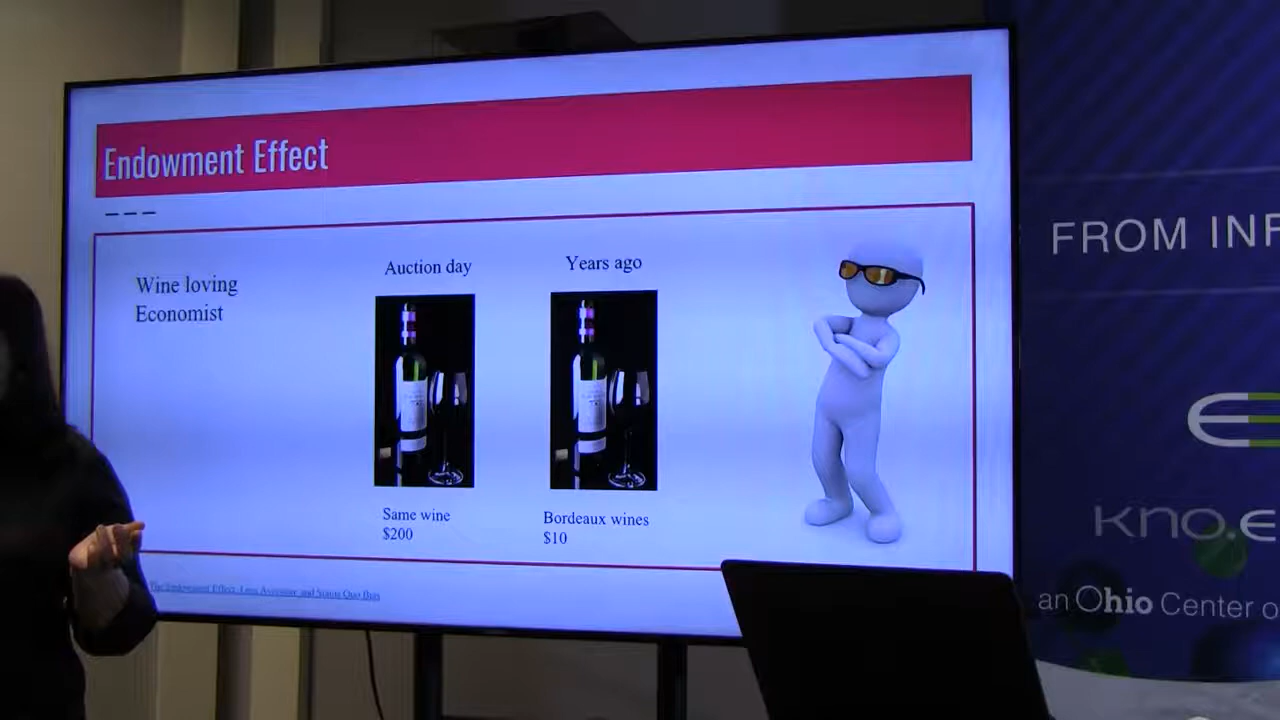 Endowment Effect
Wine loving
Economist
Auction day
Years ago
Same wine
$200
Bordeaux wines
$10
The Endowment Effect, Loss Aversion, and Status Quo Bias
FROM INF
kno.e
an Ohio Center o